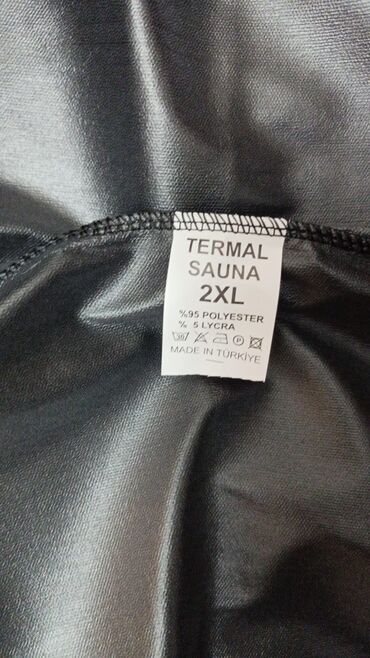 TERMAL
SAUNA
2XL
%95 POLYESTER
% 5 LYCRA
MADE IN TÜRKİYE